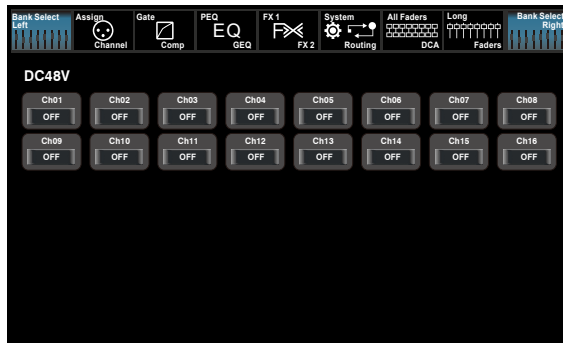 Bank Select
Left
Assign
Channel
Gate
Comp
PEQ
EQ
GEQ
FX 1
FX
FX 2
System
Routing
All Faders
DCA
Long
Faders
Bank Select
Right
DC48V
Ch01 Ch02 Ch03 Ch04 Ch05 Ch06 Ch07 Ch08
OFF OFF OFF OFF OFF OFF OFF OFF
Ch09 Ch10 Ch11 Ch12 Ch13 Ch14 Ch15 Ch16
OFF OFF OFF OFF OFF OFF OFF OFF